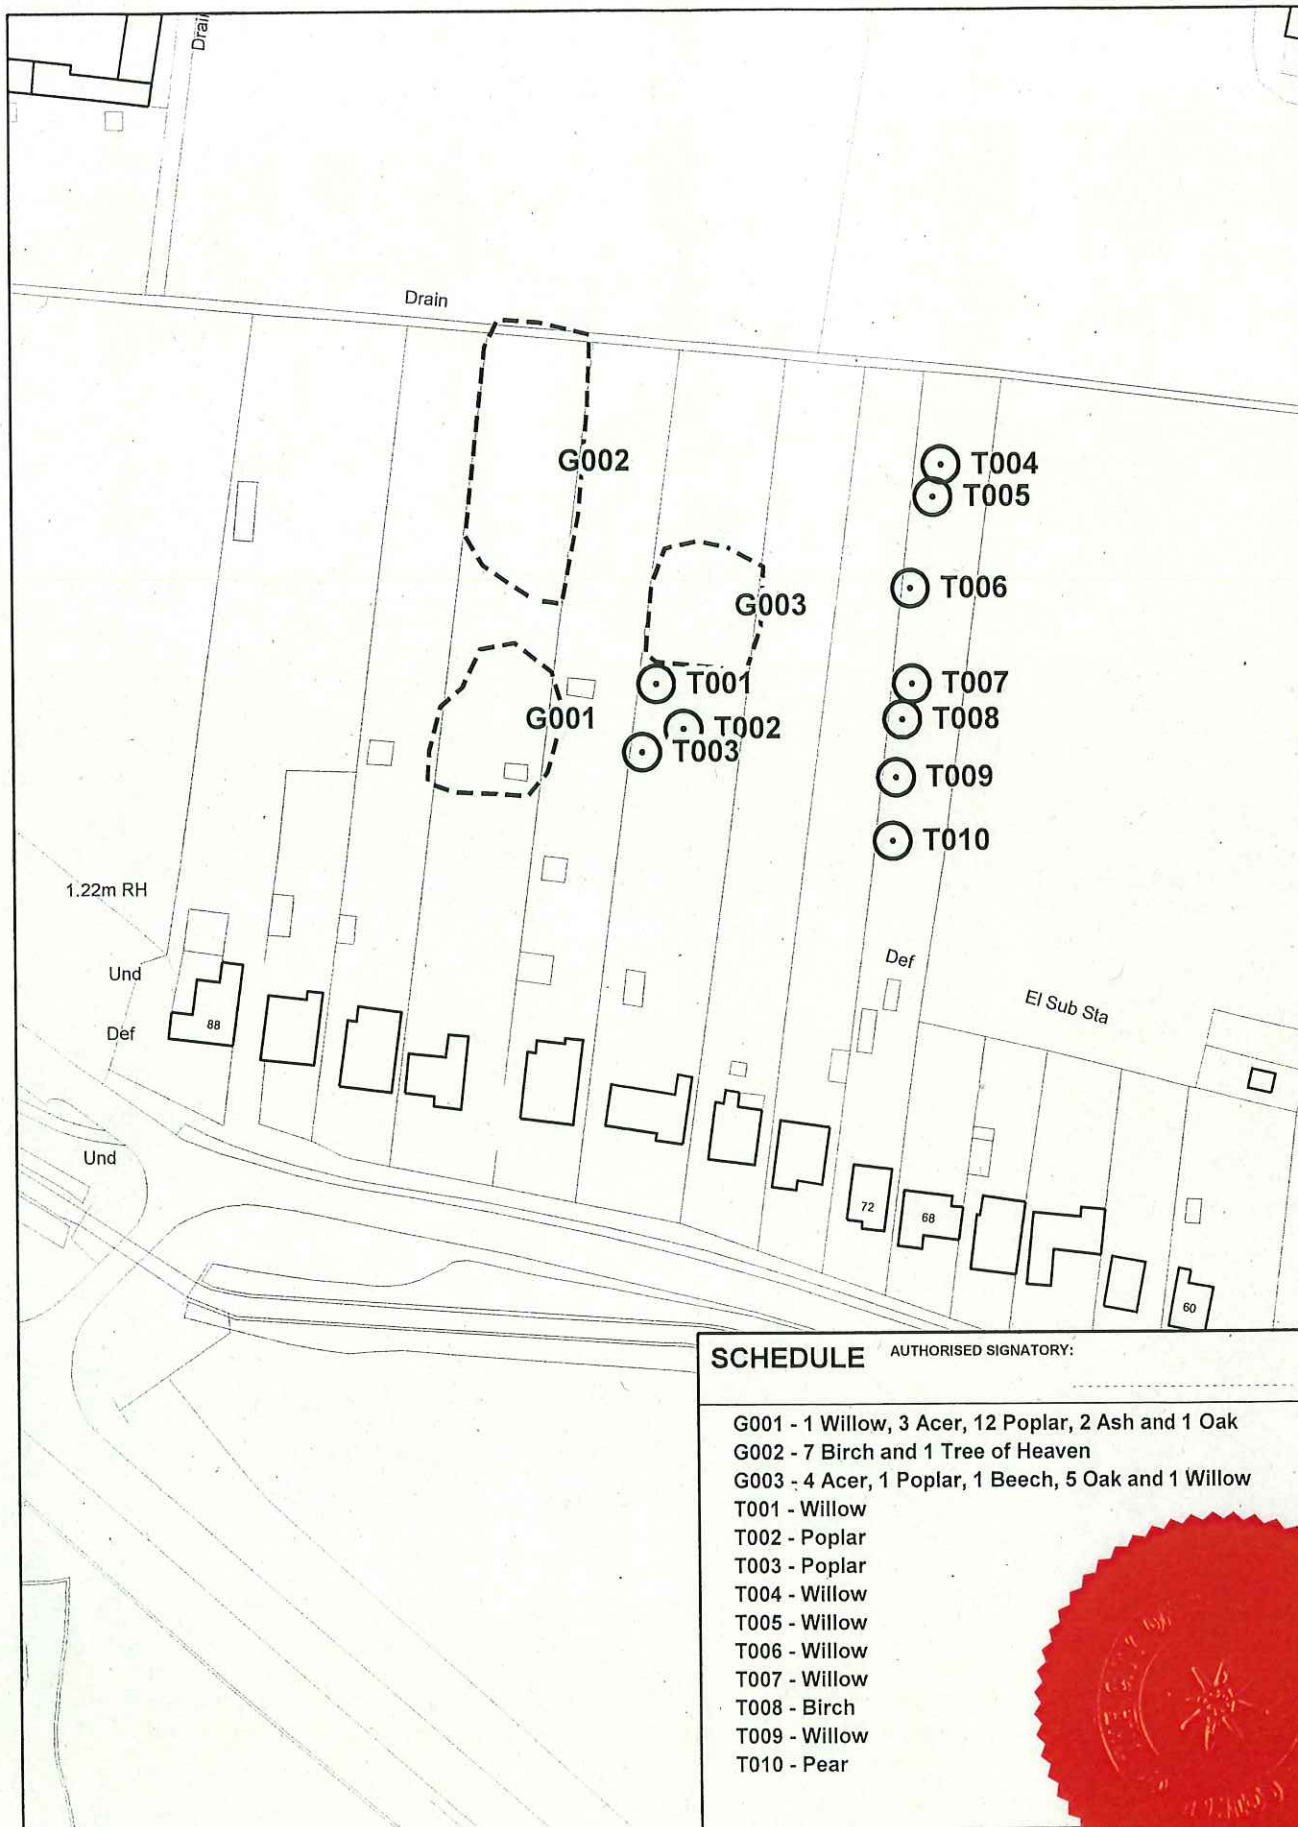 Drain
Drain
G002
T004
T005
T006
G003
T001
T007
G001
T002
T008
T003
T009
T010
1.22m RH
Def
Und
El Sub Sta
88
Def
Und
72
68
60
SCHEDULE AUTHORISED SIGNATORY:
G001 - 1 Willow, 3 Acer, 12 Poplar, 2 Ash and 1 Oak
G002 - 7 Birch and 1 Tree of Heaven
G003 - 4 Acer, 1 Poplar, 1 Beech, 5 Oak and 1 Willow
T001 - Willow
T002 - Poplar
T003 - Poplar
T004 - Willow
T005 - Willow
T006 - Willow
T007 - Willow
T008 - Birch
T009 - Willow
T010 - Pear